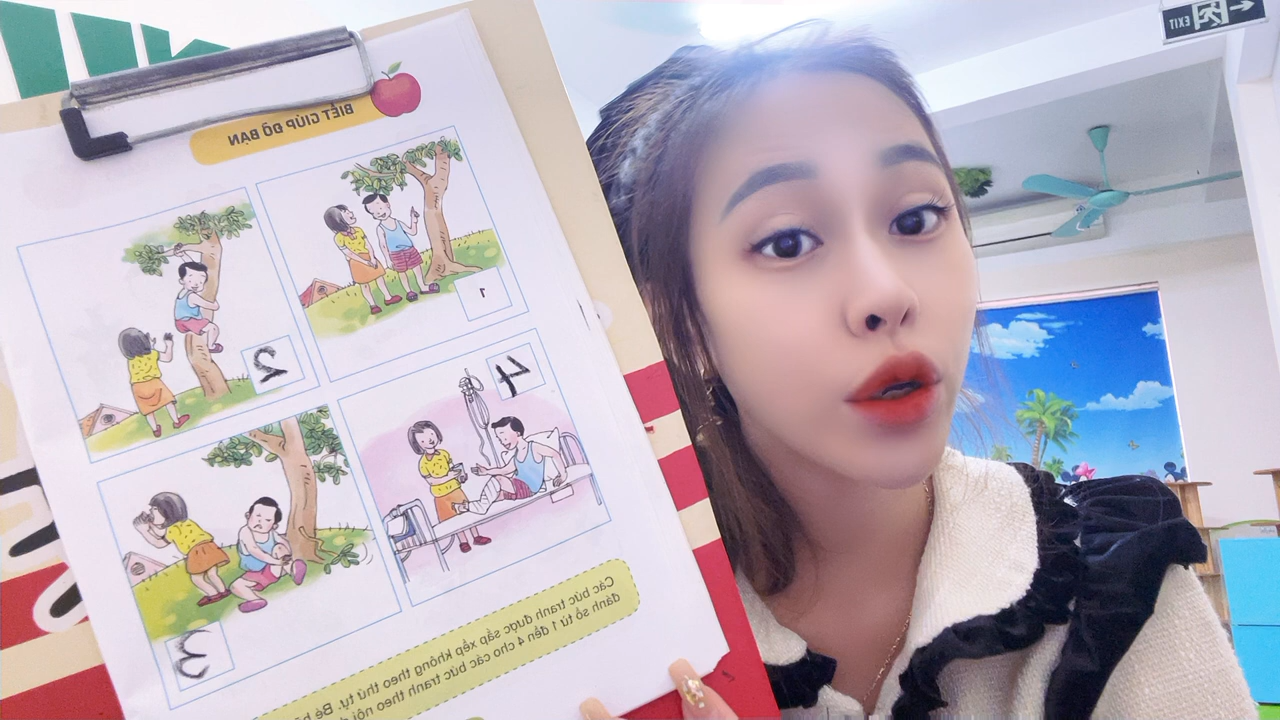 EXIT
BIẾT GIÚP ĐỠ BẠN
1
2
4
3
Các bức tranh được sắp xếp không theo thứ tự. Bé
đánh số từ 1 đến 4 cho các bức tranh theo nội